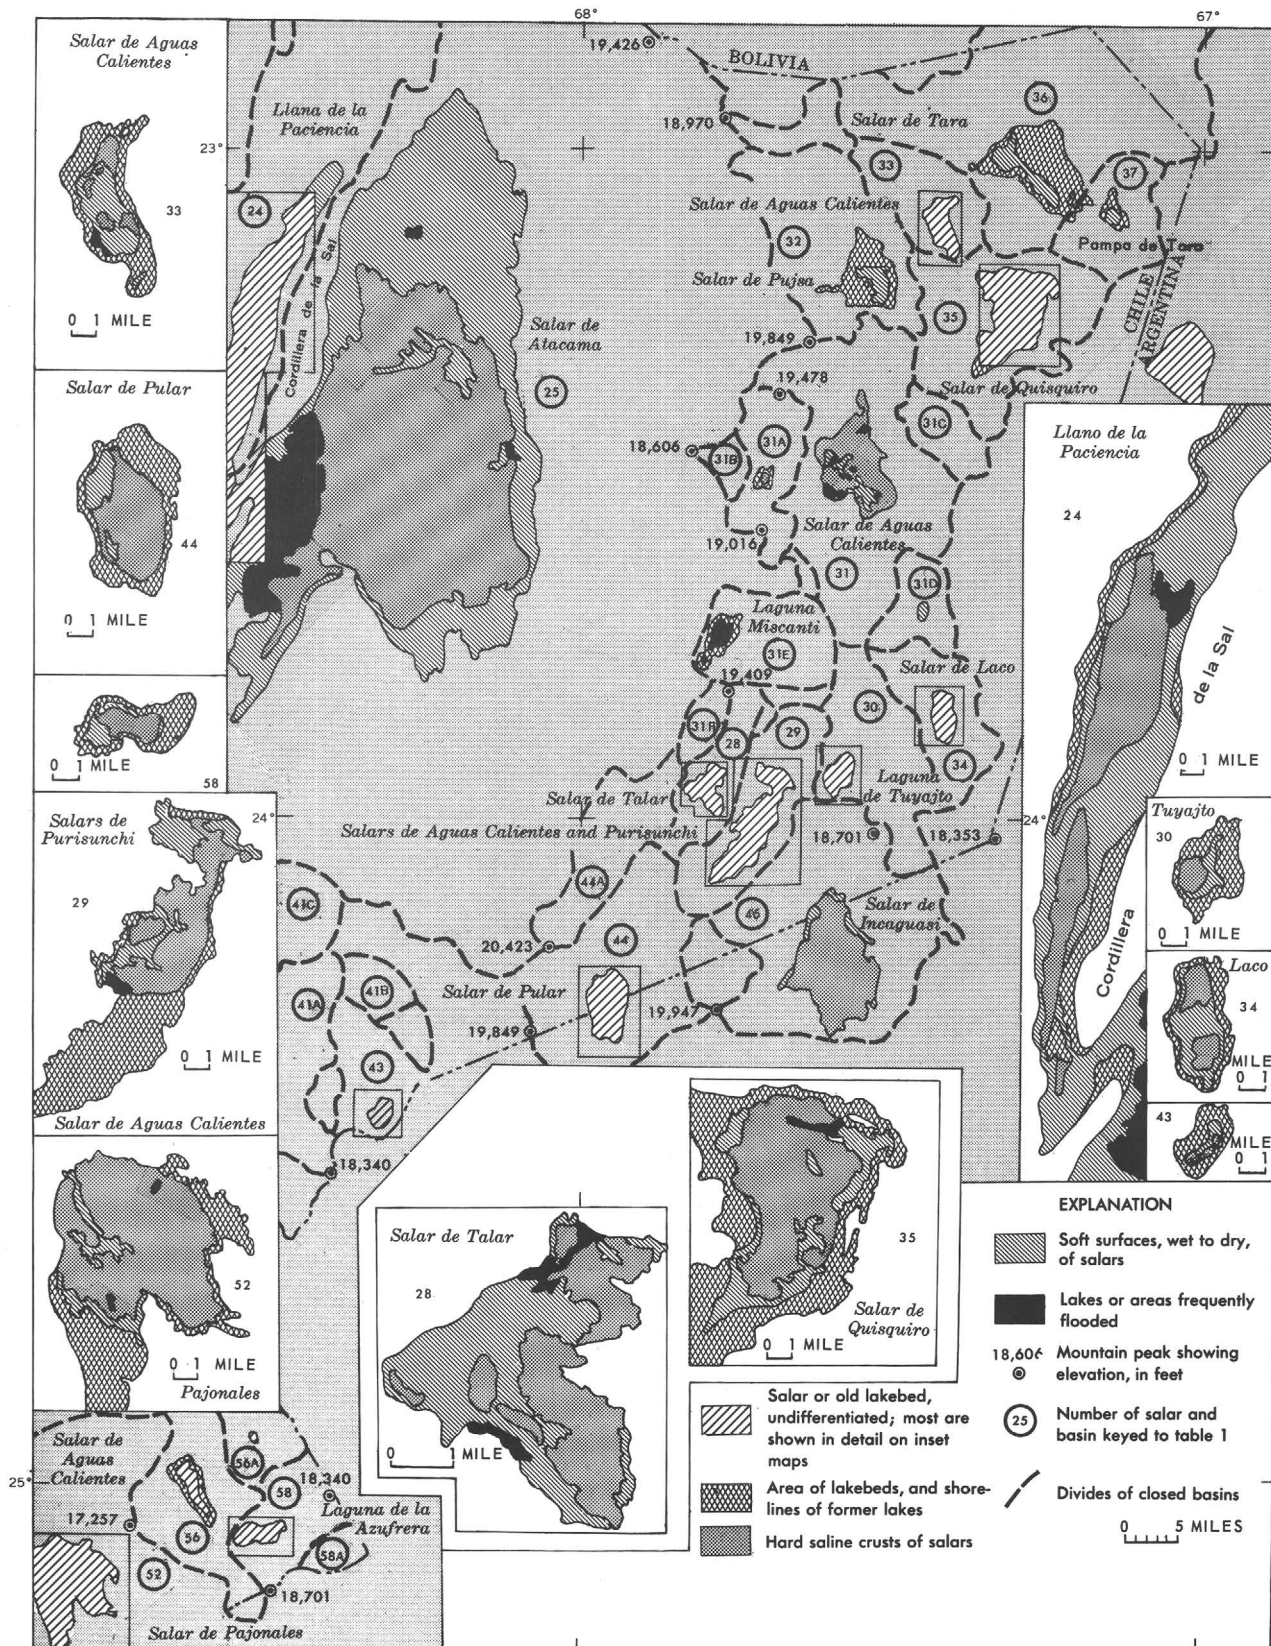 68°
67°
19,426
BOLIVIA
Salar de Aguas
Calientes
33
0 1 MILE
Llana de la
Paciencia
23°
24
18,970
Salar de Tara
36
33
37
Salar de Aguas Calientes
32
Pampa de Tara
Salar de Pujsa
CHILE
ARGENTINA
Cordillera de la Sal
35
Salar de
Atacama
25
19,849
19,478
Salar de Quisquiro
Salar de Pular
44
0 1 MILE
31C
31A
18,606
31B
19,016
Salar de Aguas
Calientes
31
31D
Llano de la
Paciencia
24
Laguna
Miscanti
31E
Salar de Laco
19,409
30
de la Sal
0 1 MILE
58
31F
28
29
34
0 1 MILE
Laguna
de Tuyajto
Salar de Talar
24°
Salars de Aguas Calientes and Purisunchi
18,701
18,353
24°
Salars de
Purisunchi
29
0 1 MILE
Salar de Aguas Calientes
Tuyajto
30
0 1 MILE
41C
44A
44
46
Salar de
Incaguasi
20,423
Cordillera
Laco
34
MILE
0 1
41A
41B
Salar de Pular
19,947
19,849
43
43
MILE
0 1
18,340
52
0 1 MILE
Pajonales
Salar de Talar
28
0 1 MILE
35
Salar de
Quisquiro
0 1 MILE
EXPLANATION
Soft surfaces, wet to dry,
of salars
Lakes or areas frequently
flooded
18,606
Mountain peak showing
elevation, in feet
25
Number of salar and
basin keyed to table 1
Divides of closed basins
0 5 MILES
Salar or old lakebed,
undifferentiated; most are
shown in detail on inset
maps
Area of lakebeds, and shore-
lines of former lakes
Hard saline crusts of salars
Salar de
Aguas
Calientes
25°
56A
58
18,340
Laguna de la
Azufrera
17,257
56
58A
52
18,701
Salar de Pajonales